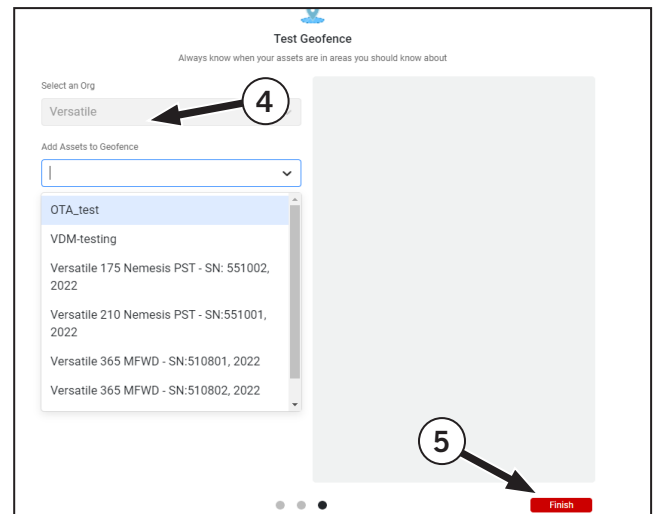 Test Geofence
Always know when your assets are in areas you should know about
Select an Org
Versatile
4
Add Assets to Geofence
OTA_test
VDM-testing
Versatile 175 Nemesis PST - SN: 551002,
2022
Versatile 210 Nemesis PST - SN:551001,
2022
Versatile 365 MFWD - SN:510801, 2022
Versatile 365 MFWD - SN:510802, 2022
5
Finish